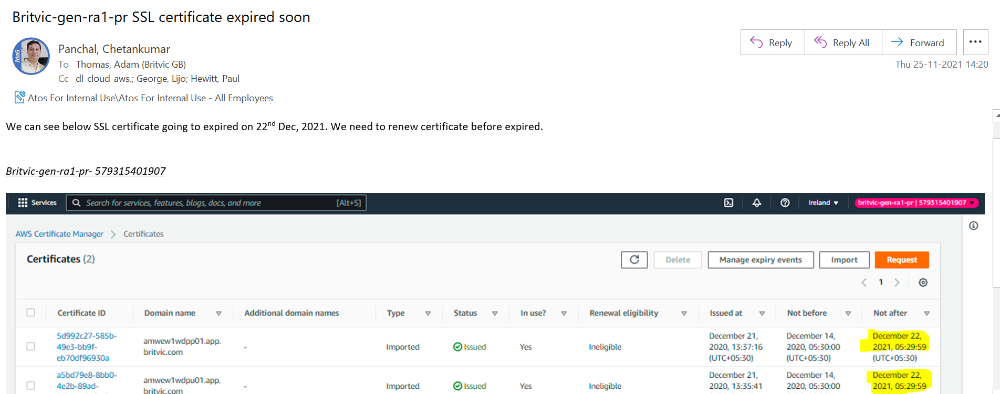 Britvic-gen-ra1-pr SSL certificate expired soon
Panchal, Chetankumar
To Thomas, Adam (Britvic GB)
Cc dl-cloud-aws.; George, Lijo; Hewitt, Paul
Reply
Reply All
Forward
Thu 25-11-2021 14:20
Atos
Atos For Internal Use\Atos For Internal Use - All Employees
We can see below SSL certificate going to expired on 22nd Dec, 2021. We need to renew certificate before expired.
Britvic-gen-ra1-pr- 579315401907
Services
Search for services, features, blogs, docs, and more [Alt+S]
Ireland
britvic-gen-ra1-pr | 579315401907
AWS Certificate Manager > Certificates
Certificates (2)
Delete
Manage expiry events
Import
Request
1
Certificate ID
Domain name
Additional domain names
Type
Status
In use?
Renewal eligibility
Issued at
Not before
Not after
5d992c27-585b-
49e3-bb9f-
eb70df96930a
amwew1wdpp01.app.
britvic.com
-
Imported
Issued
Yes
Ineligible
December 21,
2020, 13:37:16
(UTC+05:30)
December 14,
2020, 05:30:00
(UTC+05:30)
December 22,
2021, 05:29:59
(UTC+05:30)
a5bd79e8-8bb0-
4e2b-89ad-
amwew1wdpu01.app.
britvic.com
-
Imported
Issued
Yes
Ineligible
December 21,
2020, 13:35:41
December 14,
2020, 05:30:00
December 22,
2021, 05:29:59